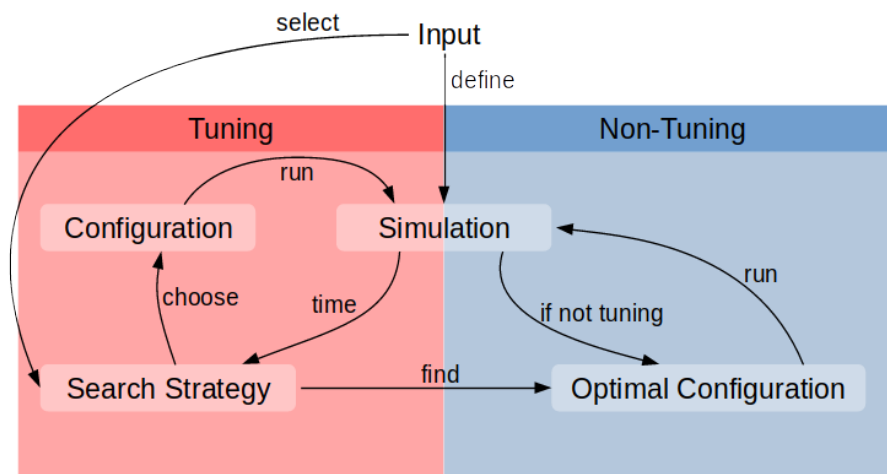 select
Input
define
Tuning
Non-Tuning
run
Configuration
Simulation
run
choose
time
if not tuning
find
Search Strategy
Optimal Configuration